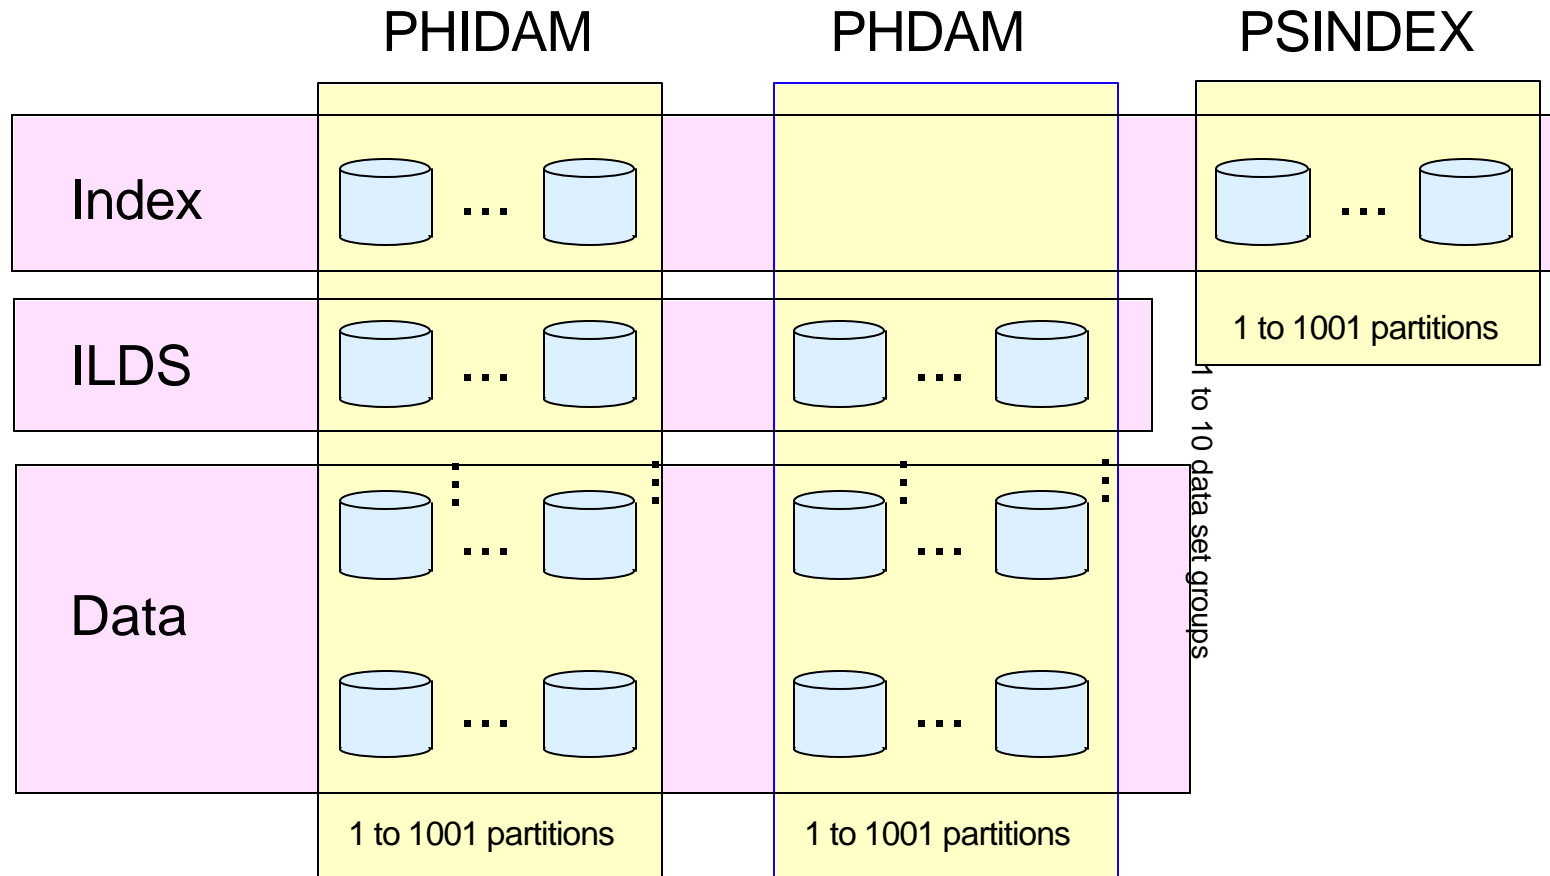 PHIDAM
PHDAM
PSINDEX
Index
...
...
1 to 1001 partitions
ILDS
...
...
1 to 10 data set groups
Data
...
...
...
...
1 to 1001 partitions
1 to 1001 partitions